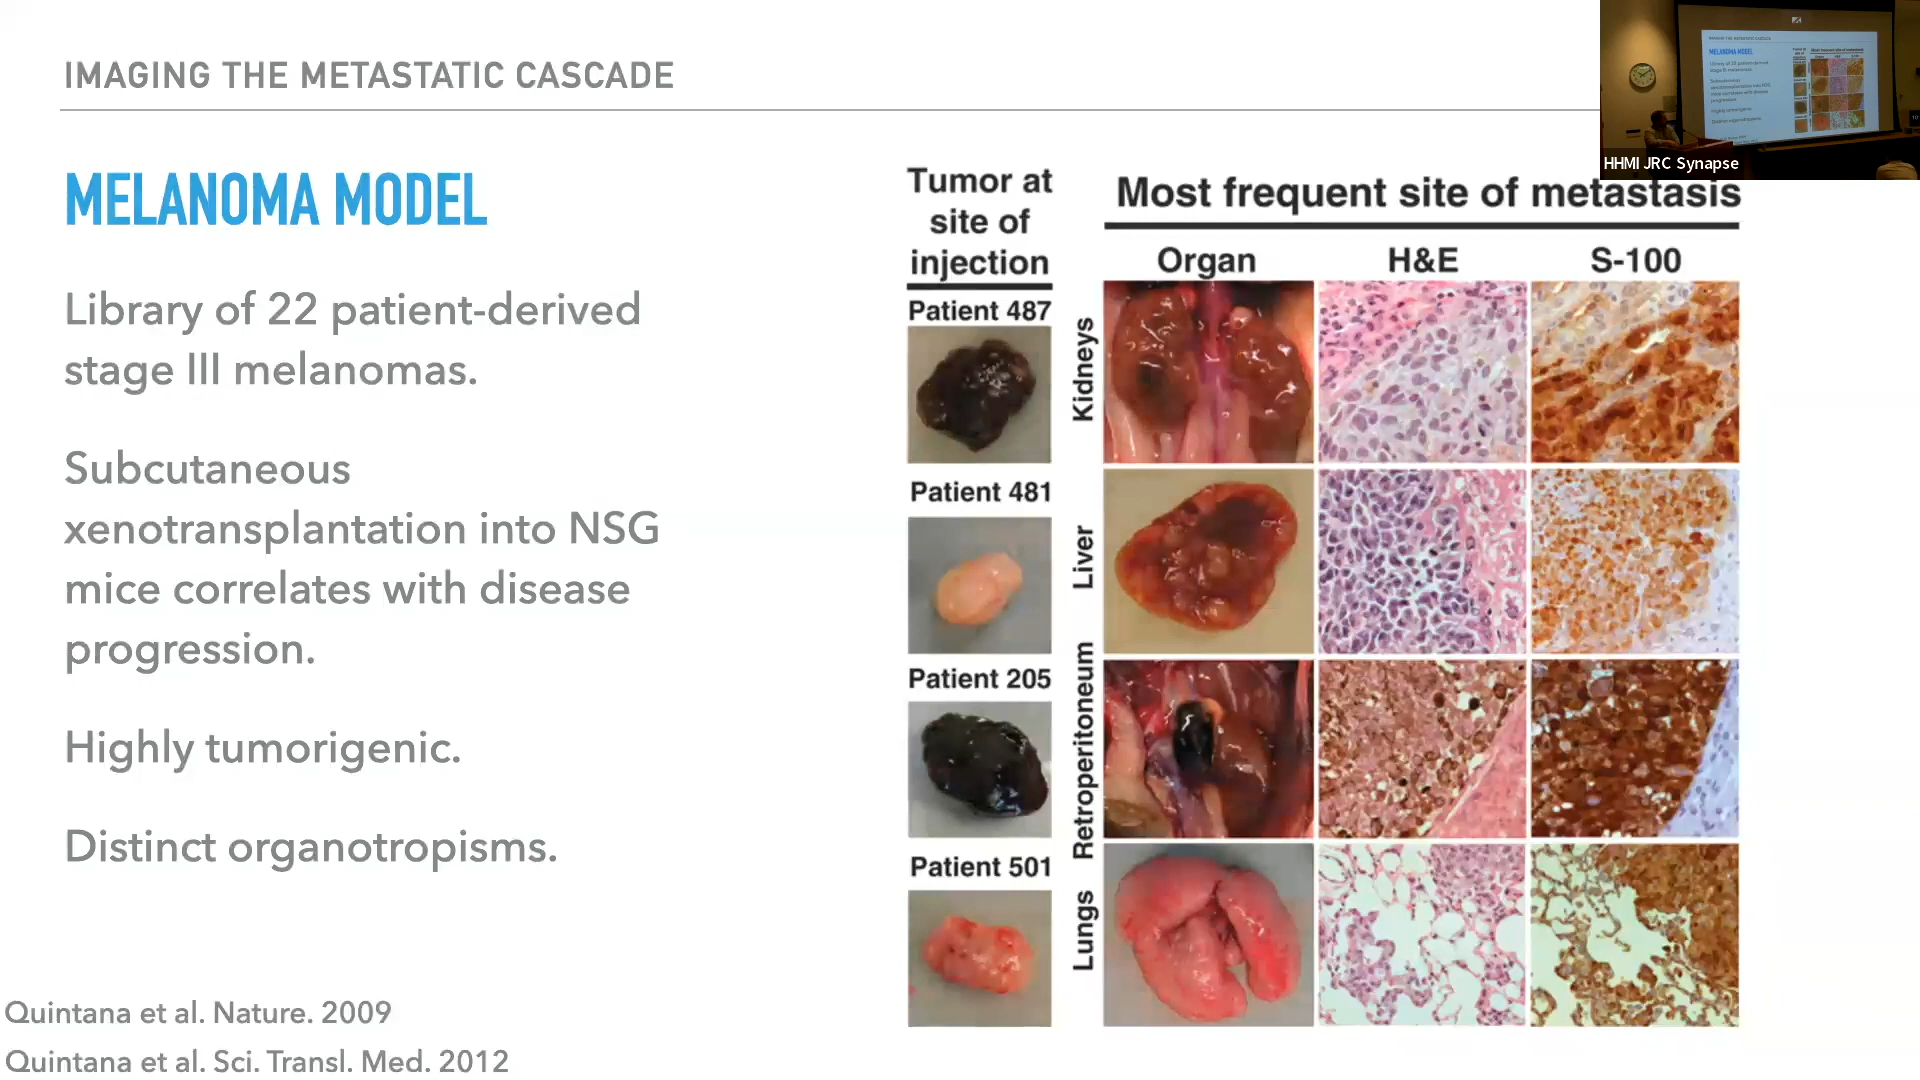 IMAGING THE METASTATIC CASCADE
MELANOMA MODEL
Library of 22 patient-derived
stage III melanomas.
Subcutaneous
xenotransplantation into NSG
mice correlates with disease
progression.
Highly tumorigenic.
Distinct organotropisms.
Quintana et al. Nature. 2009
Quintana et al. Sci. Transl. Med. 2012
Tumor at
site of
injection
Most frequent site of metastasis
Organ
H&E
S-100
Patient 487
Kidneys
Patient 481
Liver
Patient 205
Retroperitoneum
Patient 501
Lungs
MELANOMA MODEL
HHMI JRC Synapse